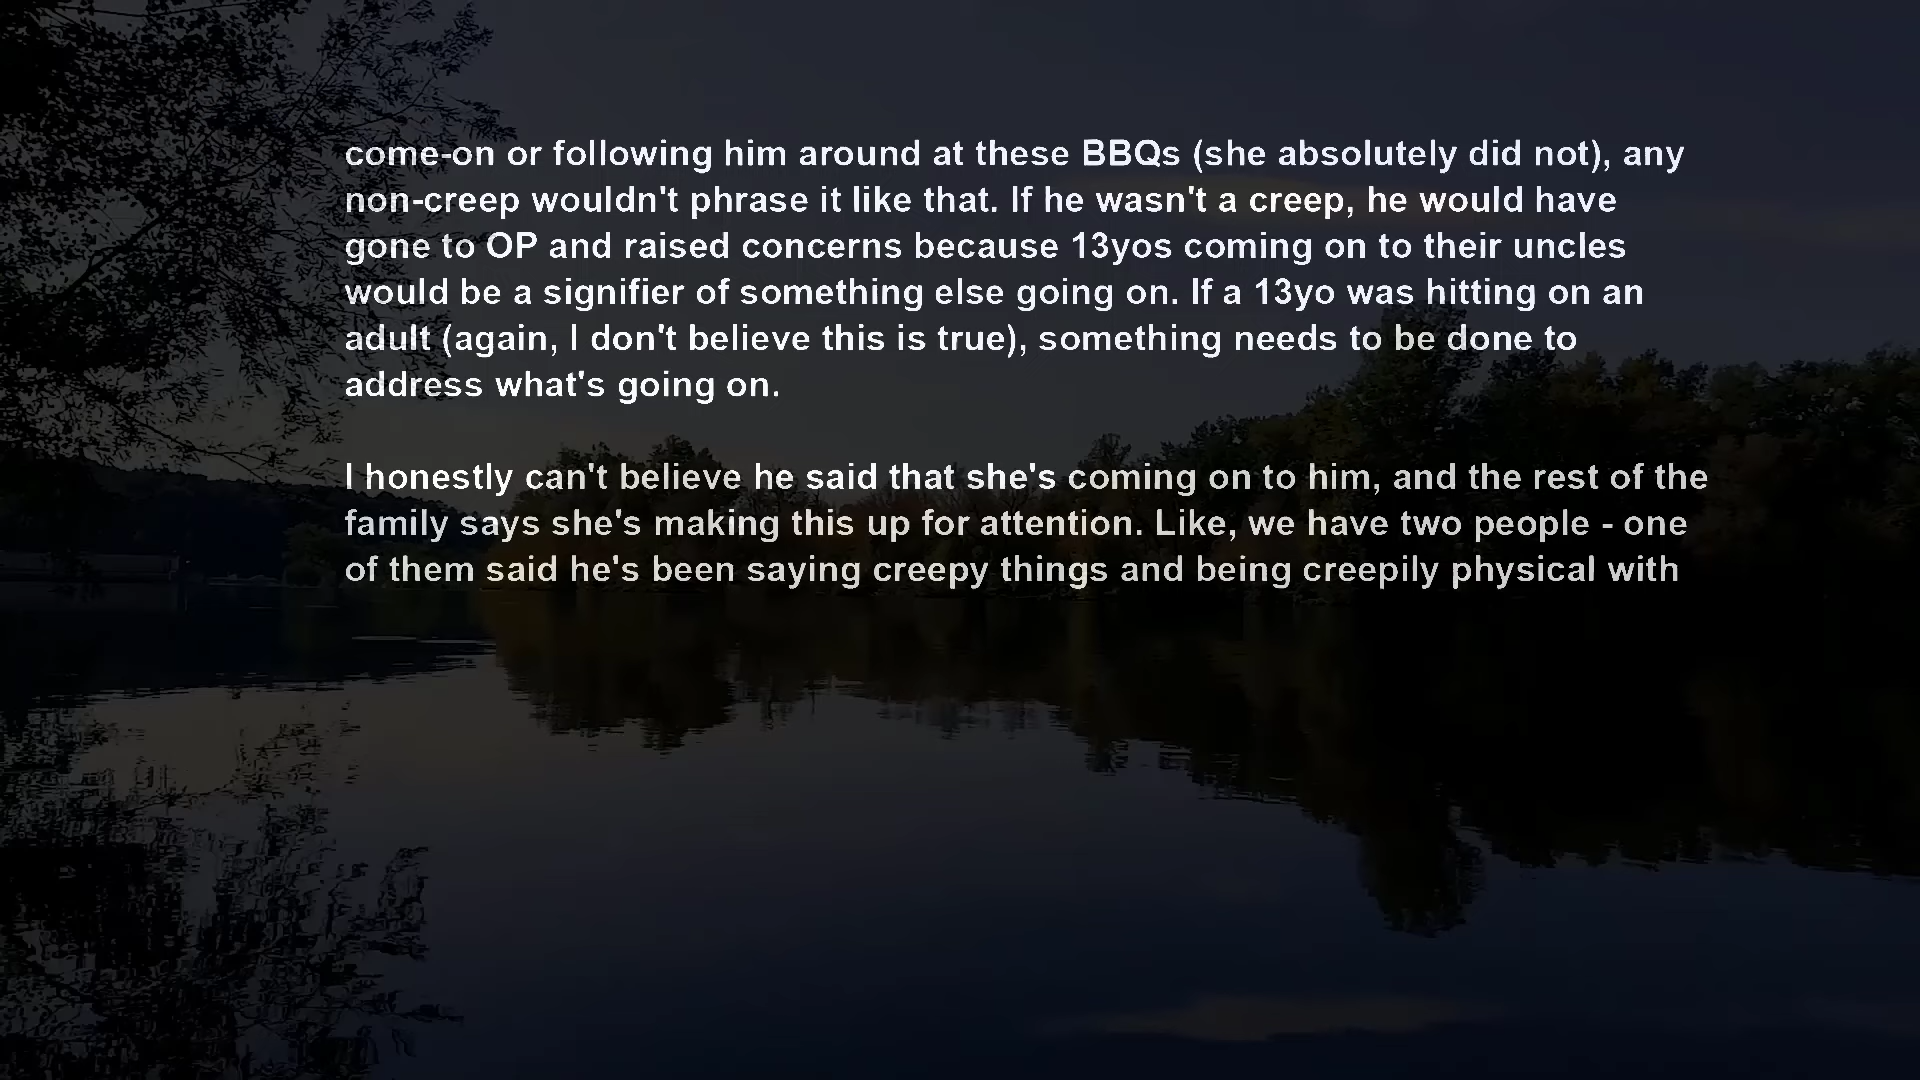 come-on or following him around at these BBQs (she absolutely did not), any
non-creep wouldn't phrase it like that. If he wasn't a creep, he would have
gone to OP and raised concerns because 13yos coming on to their uncles
would be a signifier of something else going on. If a 13yo was hitting on an
adult (again, I don't believe this is true), something needs to be done to
address what's going on.
I honestly can't believe he said that she's coming on to him, and the rest of the
family says she's making this up for attention. Like, we have two people - one
of them said he's been saying creepy things and being creepily physical with